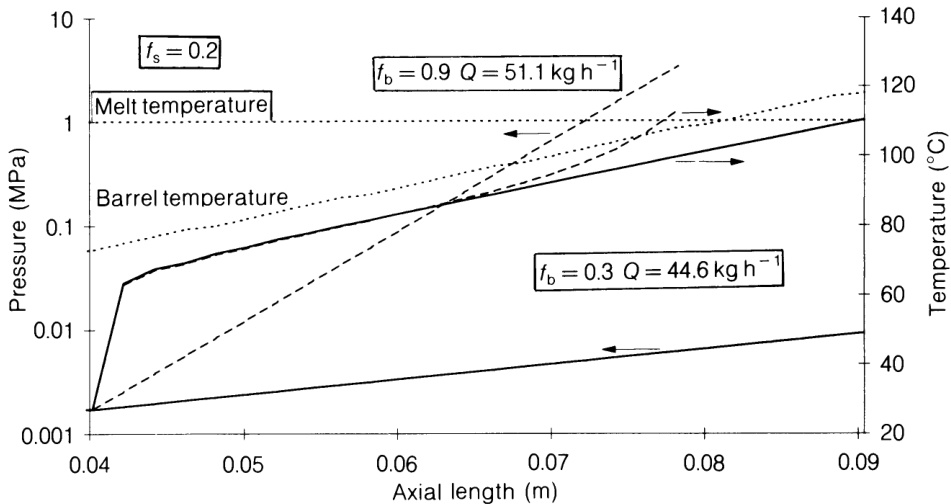 10
1
0.1
0.01
0.001
Pressure (MPa)
f_s = 0.2
f_b = 0.9 Q = 51.1 kg h⁻¹
Melt temperature
Barrel temperature
f_b = 0.3 Q = 44.6 kg h⁻¹
140
120
100
80
60
40
20
Temperature (°C)
0.04 0.05 0.06 0.07 0.08 0.09
Axial length (m)